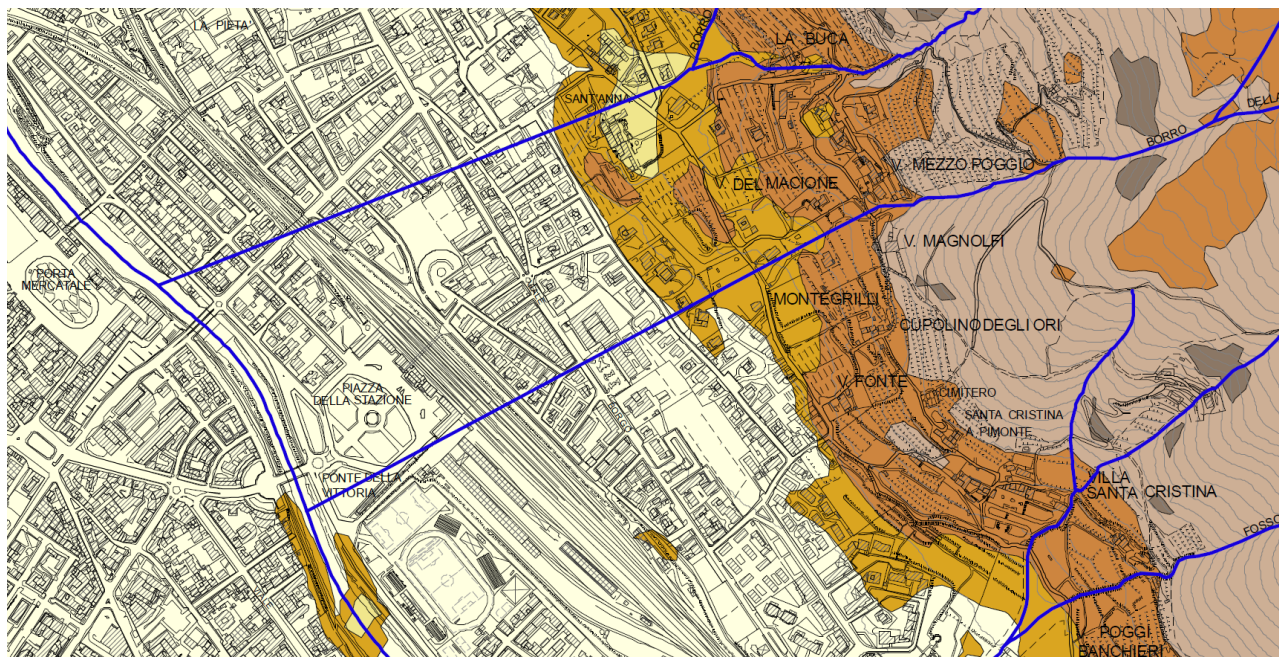 LA PIETA'
BORRO
LA BUCA
SANT'ANNA
BORRO
DELLA
V. MEZZO POGGIO
V. DEL MACIONE
V. MAGNOLFI
PORTA
MERCATALE
MONTEGRILLI
CUPOLINO DEGLI ORI
PIAZZA
DELLA STAZIONE
V. FONTE
CIMITERO
SANTA CRISTINA
A PIMONTE
PONTE DELLA
VITTORIA
VILLA
SANTA CRISTINA
FOSSO
V. POGGI
BANCHIERI